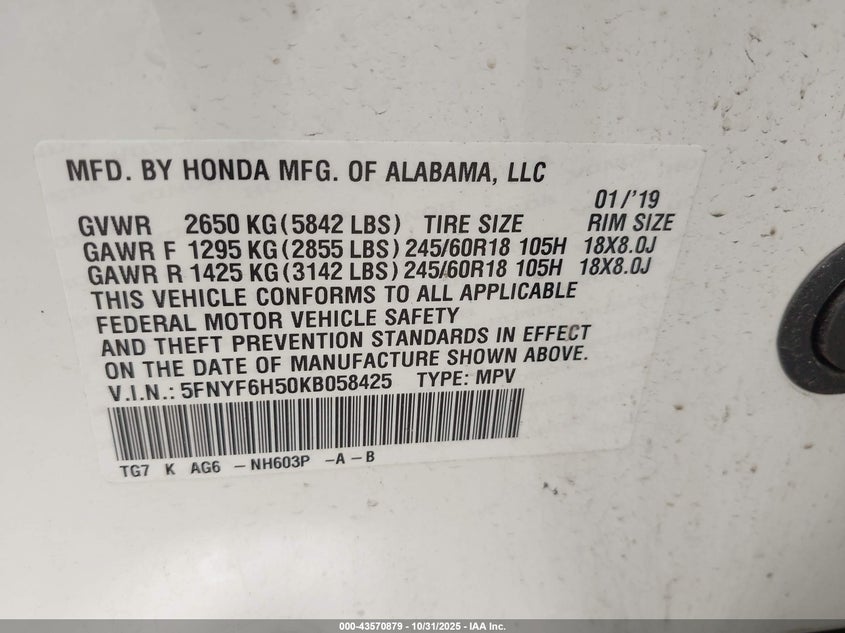 MFD. BY HONDA MFG. OF ALABAMA, LLC
01/'19
GVWR 2650 KG (5842 LBS) TIRE SIZE RIM SIZE
GAWR F 1295 KG (2855 LBS) 245/60R18 105H 18X8.0J
GAWR R 1425 KG (3142 LBS) 245/60R18 105H 18X8.0J
THIS VEHICLE CONFORMS TO ALL APPLICABLE
FEDERAL MOTOR VEHICLE SAFETY
AND THEFT PREVENTION STANDARDS IN EFFECT
ON THE DATE OF MANUFACTURE SHOWN ABOVE.
V.I.N.: 5FNYF6H50KB058425 TYPE: MPV
TG7 K AG6 – NH603P -A – B
000-43570879 - 10/31/2025 - IAA Inc.